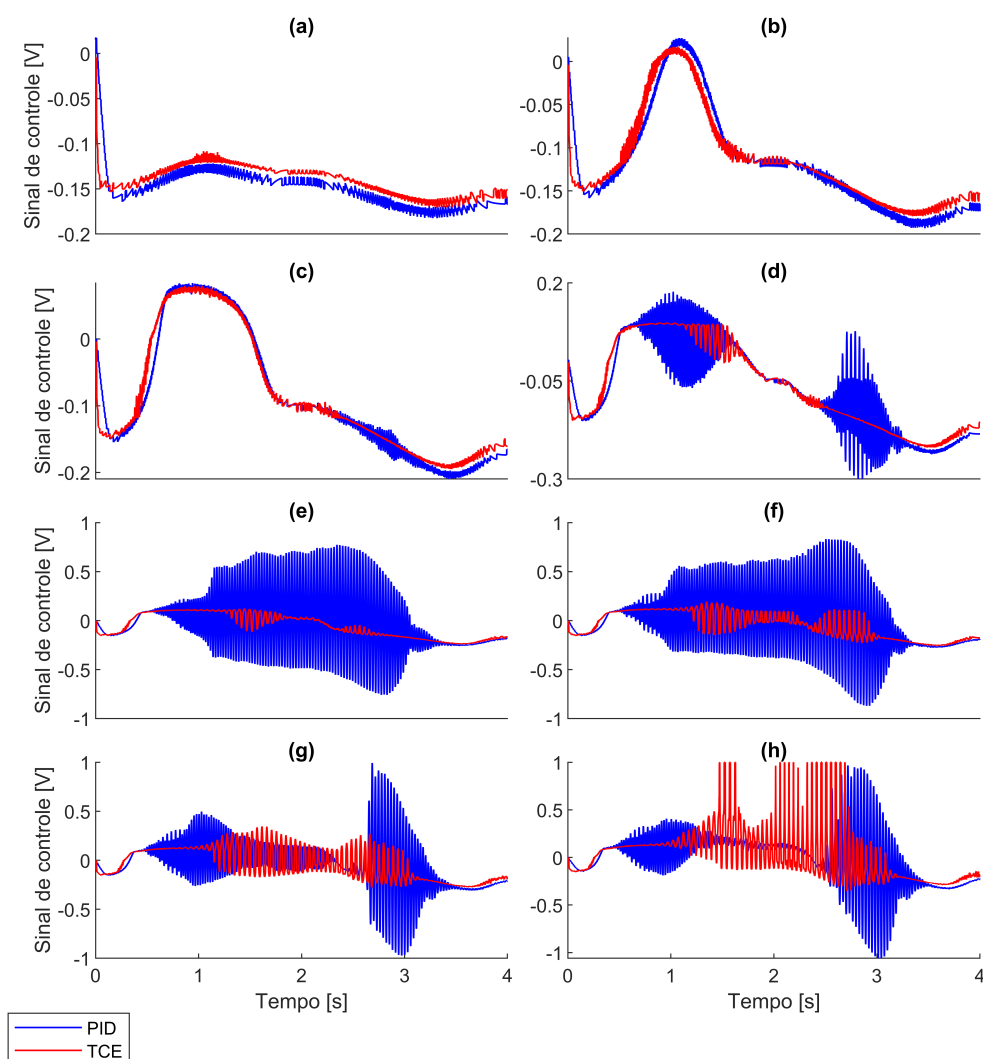 (a) (b)
Sinal de controle [V]
0
-0.05
-0.1
-0.15
-0.2
0
-0.05
-0.1
-0.15
-0.2
(c) (d)
Sinal de controle [V]
0
-0.1
-0.2
0.2
-0.05
-0.3
(e) (f)
Sinal de controle [V]
1
0.5
0
-0.5
-1
1
0.5
0
-0.5
-1
(g) (h)
Sinal de controle [V]
1
0.5
0
-0.5
-1
1
0.5
0
-0.5
-1
0 1 2 3 4
0 1 2 3 4
Tempo [s] Tempo [s]
PID
TCE